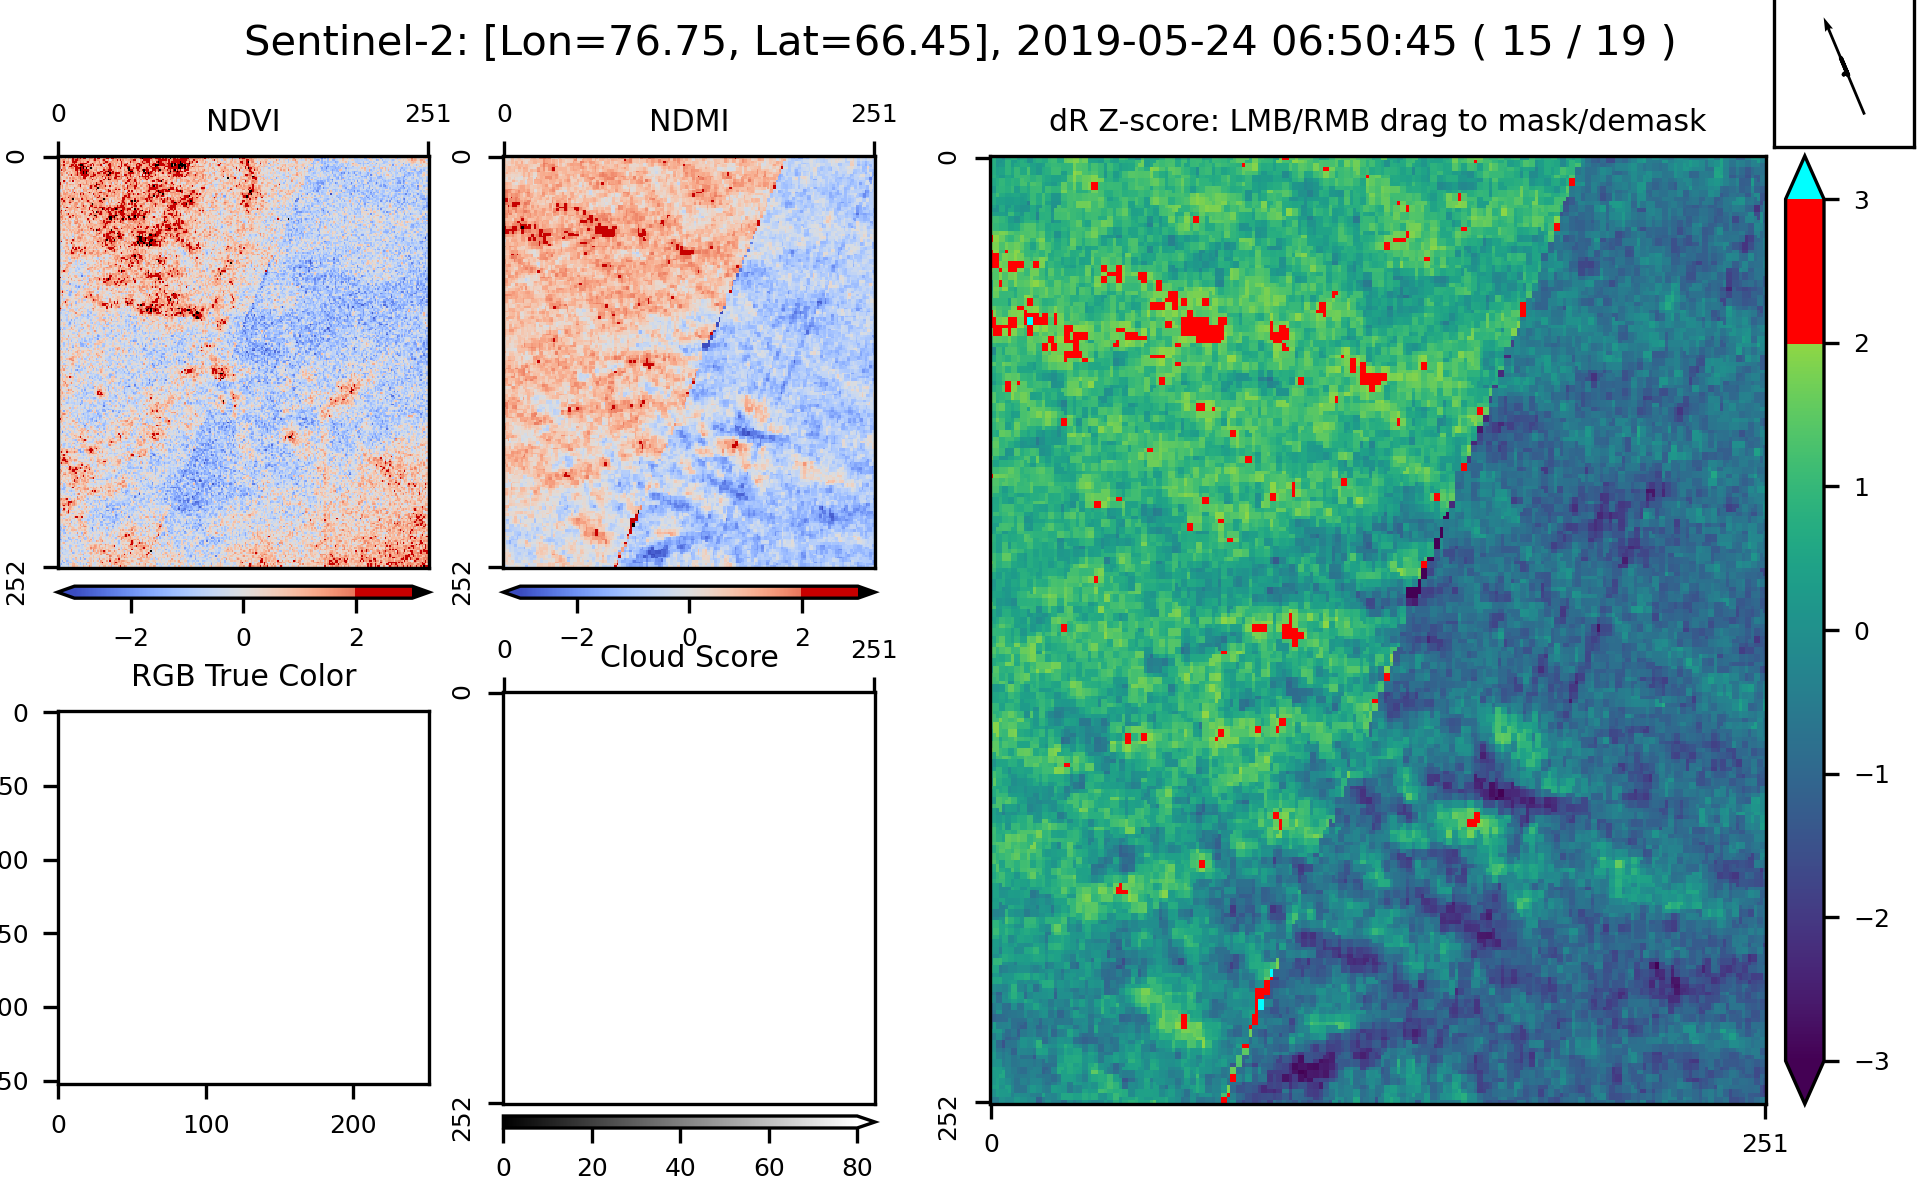 Sentinel-2: [Lon=76.75, Lat=66.45], 2019-05-24 06:50:45 ( 15 / 19 )
0 NDVI 251
0 NDMI 251
dR Z-score: LMB/RMB drag to mask/demask
0
252
0
252
0
252
0 251
3
2
1
0
−1
−2
−3
−2 0 2
−2 0 2
RGB True Color
0
50
00
50
00
50
0 100 200
0 Cloud Score 251
0
252
0 20 40 60 80